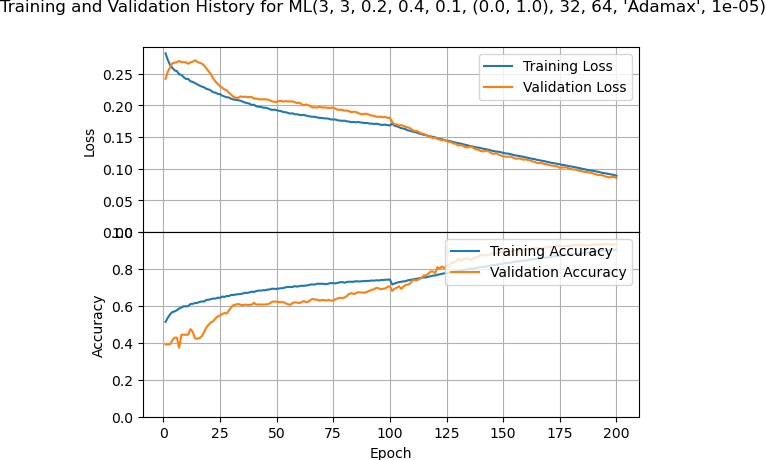 Training and Validation History for ML(3, 3, 0.2, 0.4, 0.1, (0.0, 1.0), 32, 64, 'Adamax', 1e-05)
0.25
0.20
0.15
0.10
0.05
0.00
Loss
Training Loss
Validation Loss
1.0
0.8
0.6
0.4
0.2
0.0
Accuracy
Training Accuracy
Validation Accuracy
0 25 50 75 100 125 150 175 200
Epoch